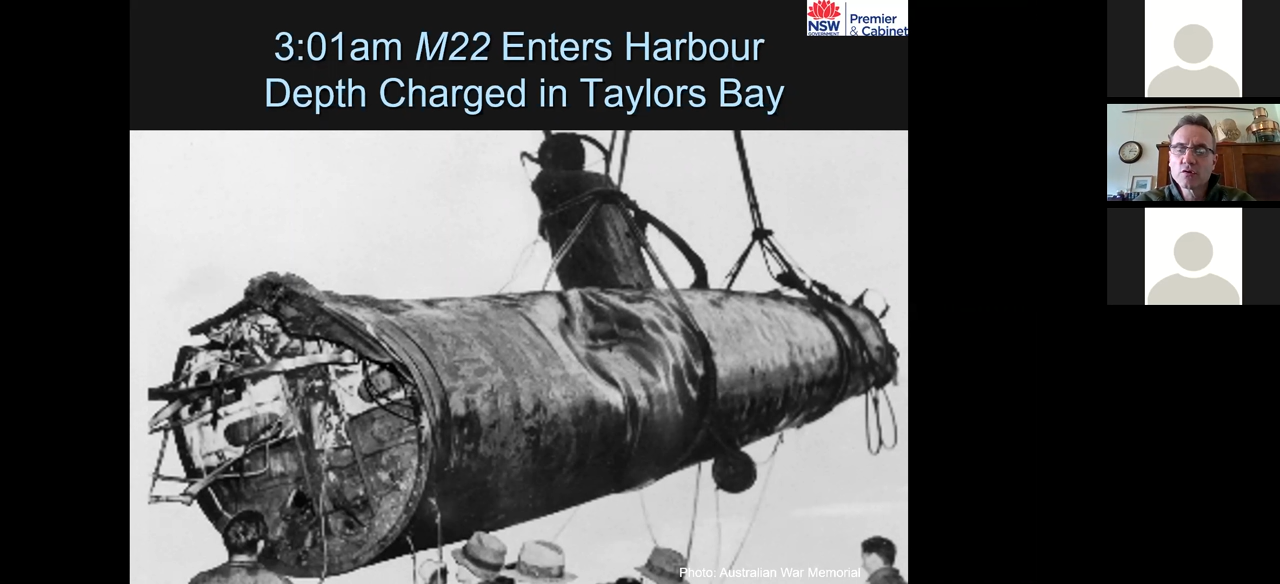 3:01am M22 Enters Harbour
Depth Charged in Taylors Bay
NSW
GOVERNMENT
Premier
& Cabinet
Photo: Australian War Memorial